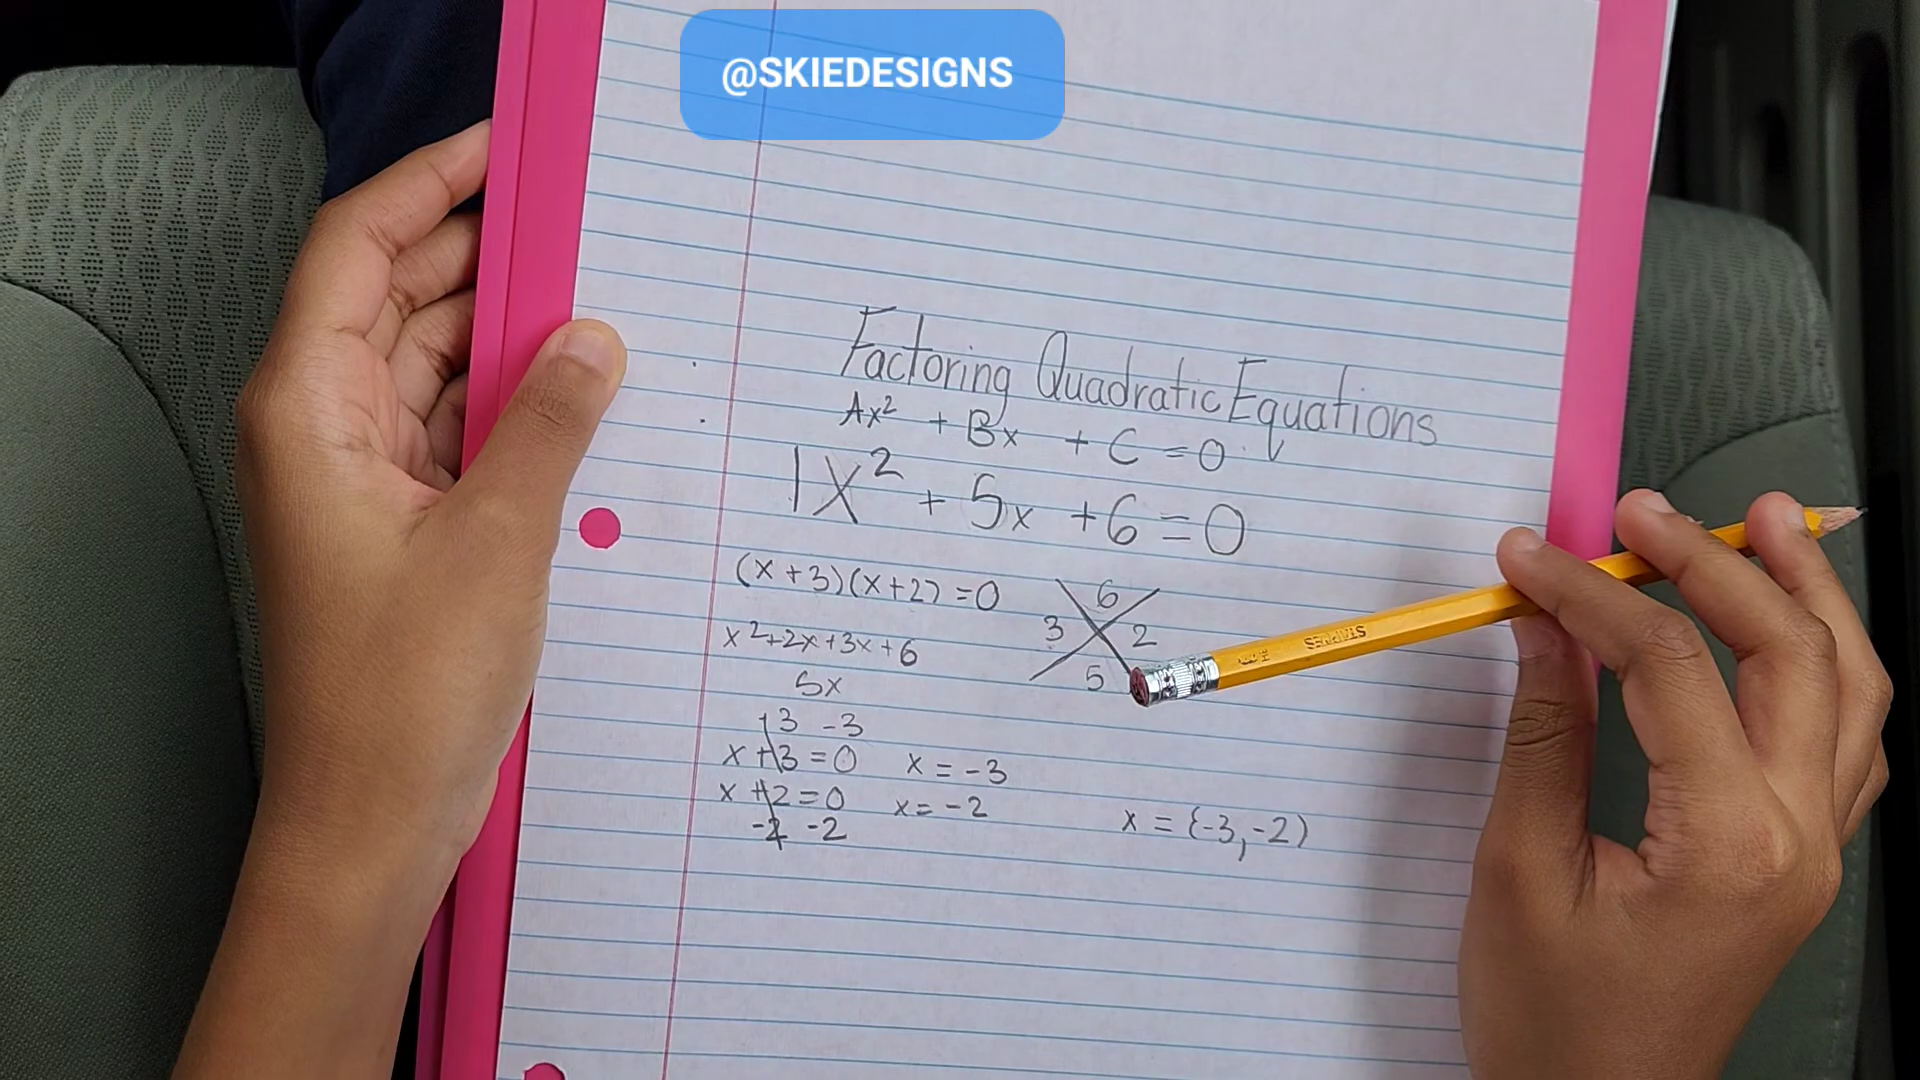 @SKIEDESIGNS
Factoring Quadratic Equations
Ax² + Bx + C = 0
1x² + 5x + 6 = 0
(x + 3)(x + 2) = 0
6
3 2
5
x² + 2x + 3x + 6
5x
+3 -3
x + 3 = 0 x = -3
x + 2 = 0 x = -2
-2 -2
x = {-3, -2)
STAPLES